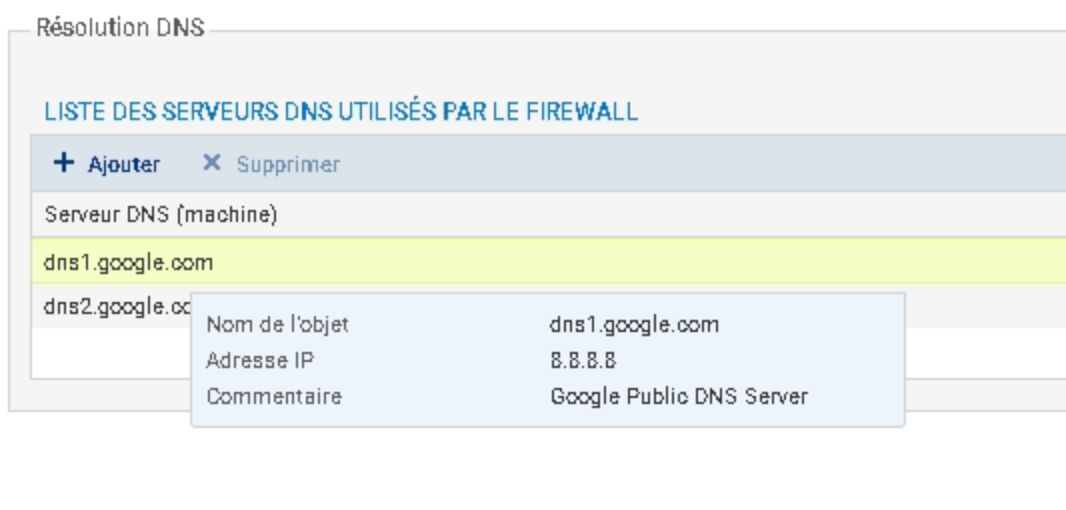 Résolution DNS
LISTE DES SERVEURS DNS UTILISÉS PAR LE FIREWALL
+ Ajouter × Supprimer
Serveur DNS (machine)
dns1.google.com
dns2.google.co
Nom de l'objet dns1.google.com
Adresse IP 8.8.8.8
Commentaire Google Public DNS Server